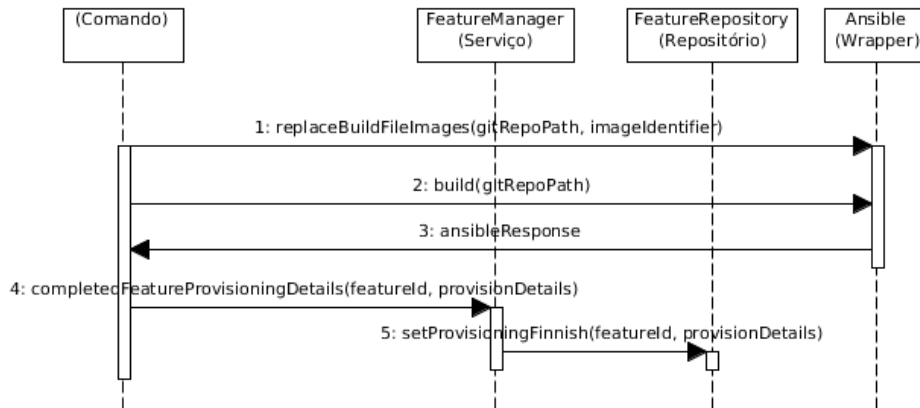 (Comando)
FeatureManager
(Serviço)
FeatureRepository
(Repositório)
Ansible
(Wrapper)
1: replaceBuildFileImages(gitRepoPath, imageIdentifier)
2: build(gitRepoPath)
3: ansibleResponse
4: completedFeatureProvisioningDetails(featureId, provisionDetails)
5: setProvisioningFinnish(featureId, provisionDetails)